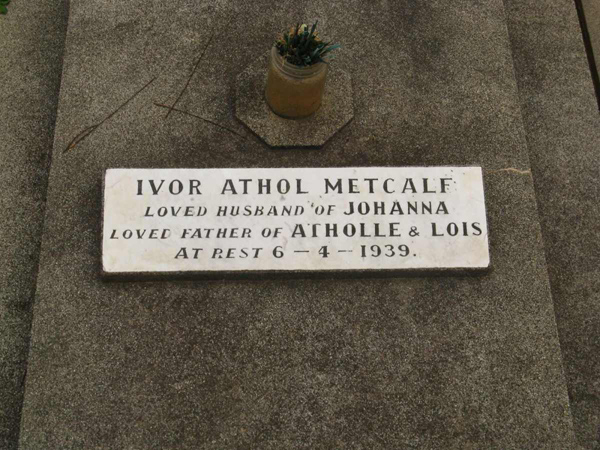 IVOR ATHOL METCALF
LOVED HUSBAND OF JOHANNA
LOVED FATHER OF ATHOLLE & LOIS
AT REST 6 - 4 - 1939.